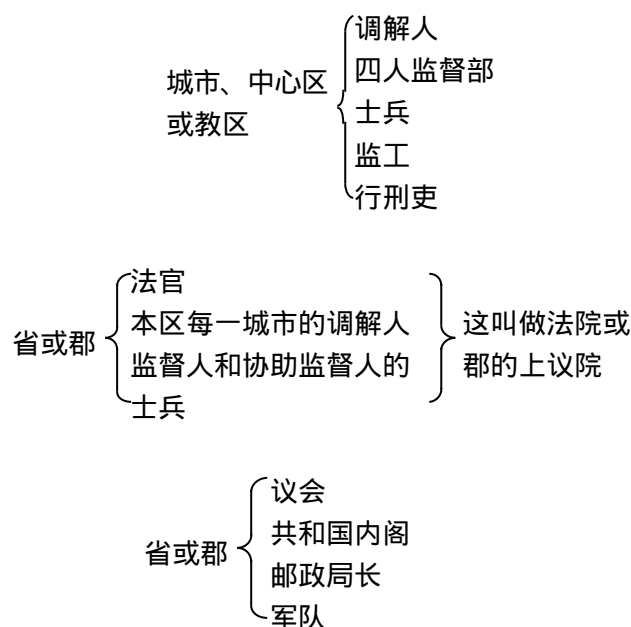 城市、中心区
或教区
调解人
四人监督部
士兵
监工
行刑吏
省或郡
法官
本区每一城市的调解人
监督人和协助监督人的
士兵
这叫做法院或
郡的上议院
省或郡
议会
共和国内阁
邮政局长
军队